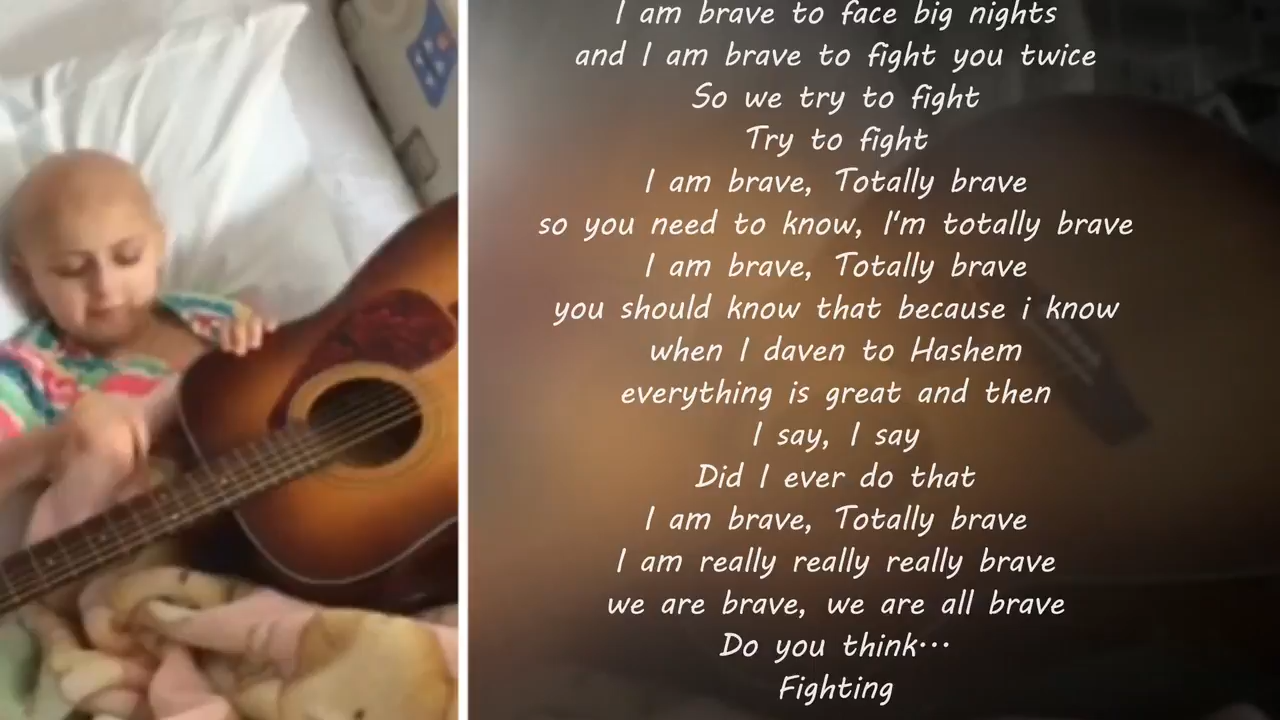 I am brave to face big nights
and I am brave to fight you twice
So we try to fight
Try to fight
I am brave, Totally brave
so you need to know, I'm totally brave
I am brave, Totally brave
you should know that because i know
when I daven to Hashem
everything is great and then
I say, I say
Did I ever do that
I am brave, Totally brave
I am really really really brave
we are brave, we are all brave
Do you think...
Fighting